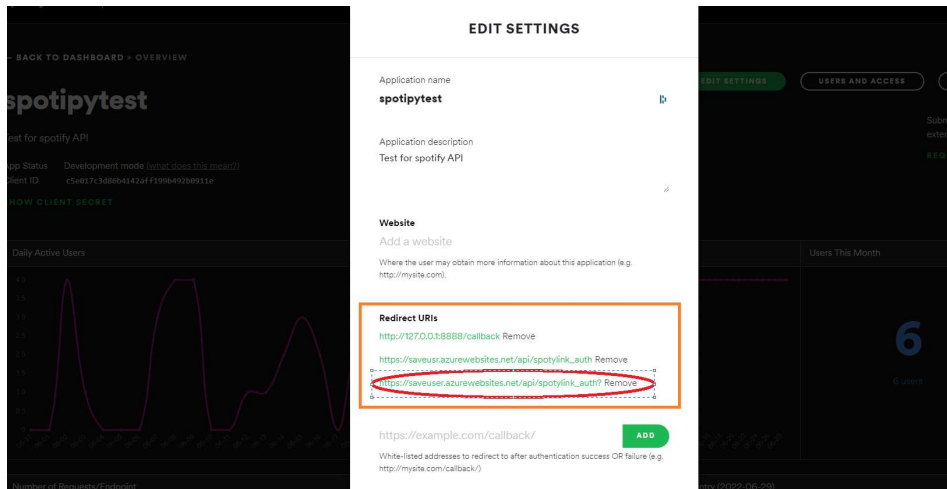 EDIT SETTINGS
← BACK TO DASHBOARD > OVERVIEW
spotipytest
Test for spotify API
App Status Development mode (what does this mean?)
Client ID c5e017c3d86b4142aff199b492b0911e
SHOW CLIENT SECRET
EDIT SETTINGS
USERS AND ACCESS
Application name
spotipytest
Application description
Test for spotify API
Website
Add a website
Where the user may obtain more information about this application (e.g.
http://mysite.com).
Redirect URIs
http://127.0.0.1:8888/callback Remove
https://saveusr.azurewebsites.net/api/spotylink_auth Remove
https://saveuser.azurewebsites.net/api/spotylink_auth? Remove
https://example.com/callback/ ADD
White-listed addresses to redirect to after authentication success OR failure (e.g.
http://mysite.com/callback/)
Daily Active Users
Users This Month
6
6 users
Number of Requests/Endpoint